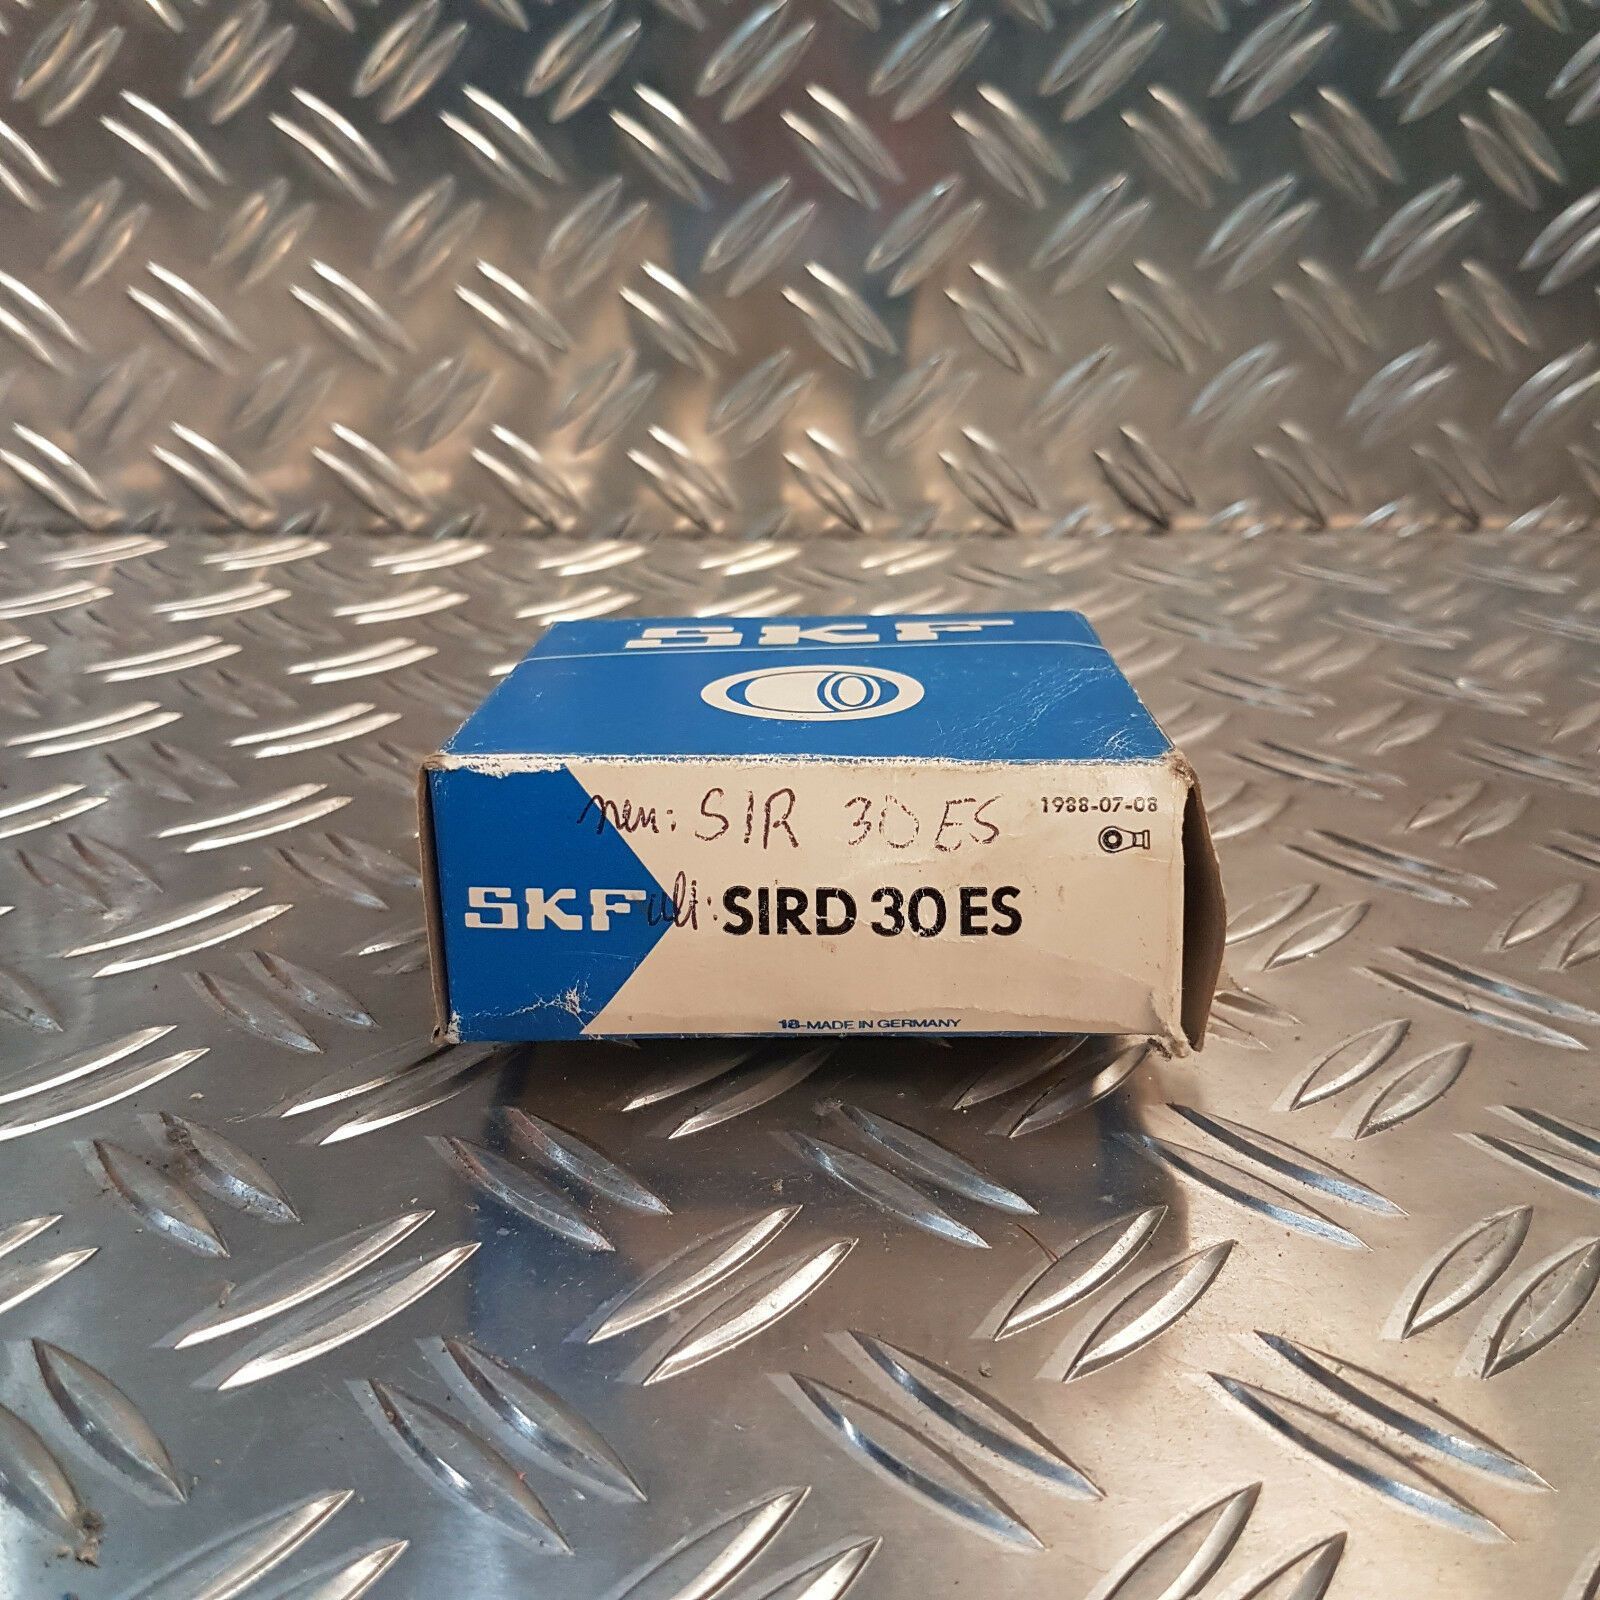 SKF
neu: SIR 30 ES
1988-07-08
SKF alt: SIRD 30 ES
18-MADE IN GERMANY